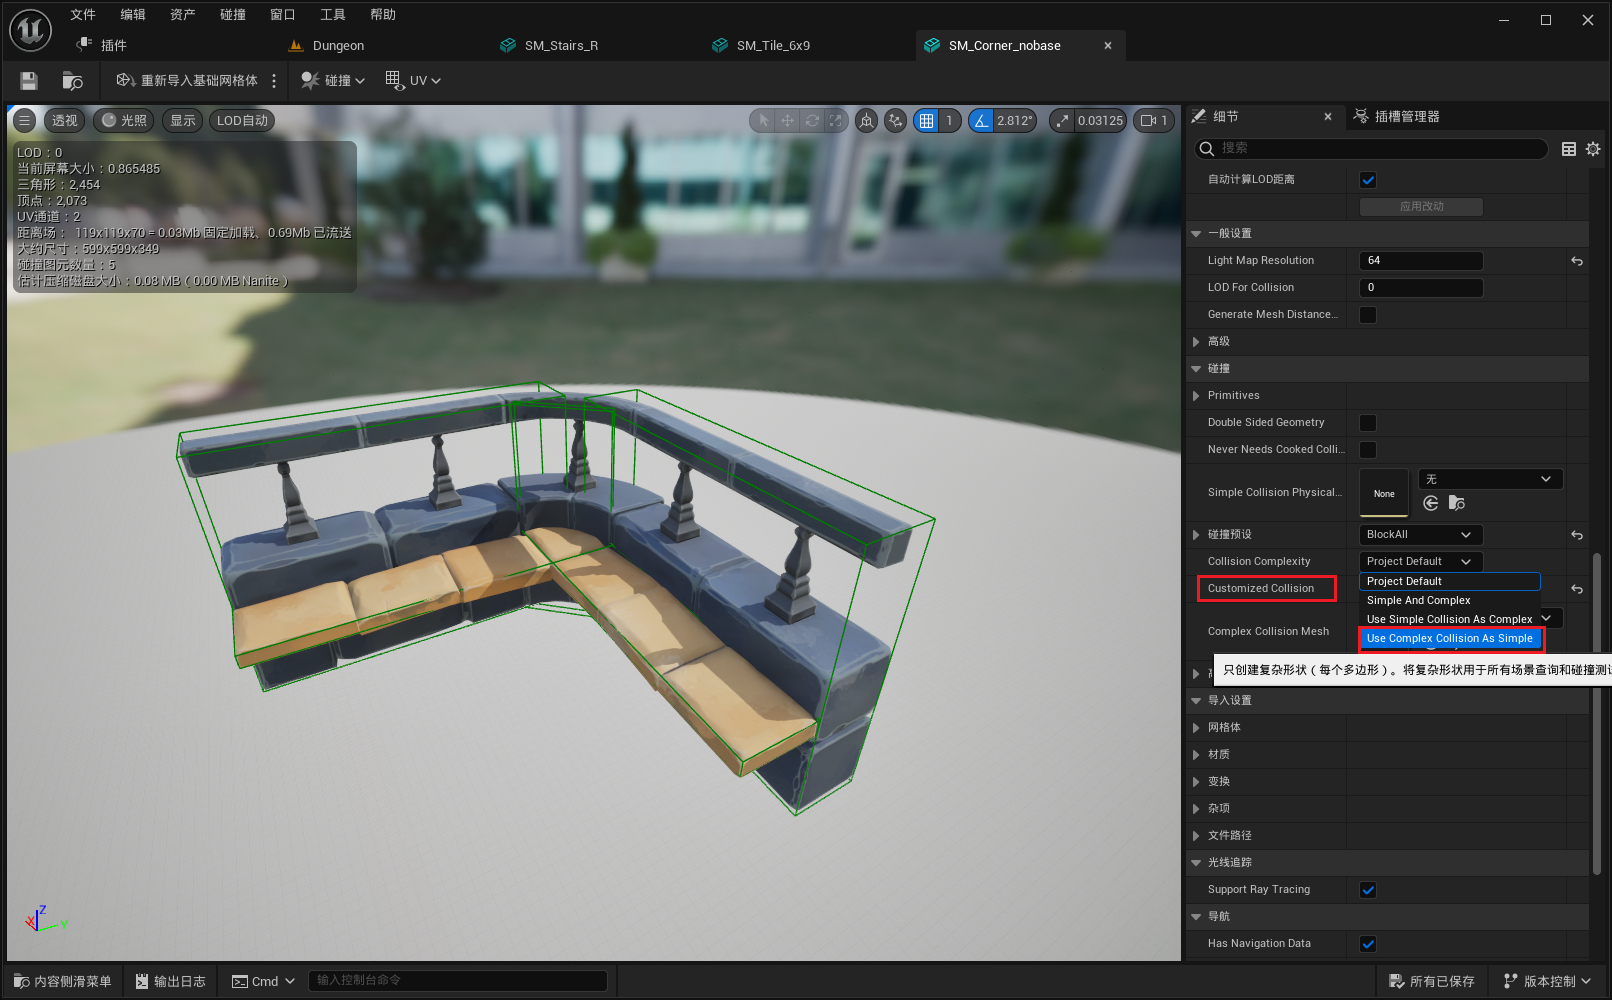 文件 编辑 资产 碰撞 窗口 工具 帮助
插件 Dungeon SM_Stairs_R SM_Tile_6x9 SM_Corner_nobase
重新导入基础网格体 碰撞 UV
透视 光照 显示 LOD自动 1 2.812° 0.03125 1
LOD：0
当前屏幕大小：0.865485
三角形：2,454
顶点：2,073
UV通道：2
距离场： 119x119x70 = 0.03Mb 固定加载、0.69Mb 已流送
大约尺寸：599x599x349
碰撞图元数量：5
估计压缩磁盘大小：0.08 MB（0.00 MB Nanite）
X Z Y
细节 插槽管理器
搜索
自动计算LOD距离
应用改动
一般设置
Light Map Resolution 64
LOD For Collision 0
Generate Mesh Distance...
高级
碰撞
Primitives
Double Sided Geometry
Never Needs Cooked Colli...
Simple Collision Physical... None 无
碰撞预设 BlockAll
Collision Complexity Project Default
Customized Collision
Project Default
Simple And Complex
Use Simple Collision As Complex
Use Complex Collision As Simple
Complex Collision Mesh
只创建复杂形状（每个多边形）。将复杂形状用于所有场景查询和碰撞测
导入设置
网格体
材质
变换
杂项
文件路径
光线追踪
Support Ray Tracing
导航
Has Navigation Data
内容侧滑菜单 输出日志 Cmd 输入控制台命令 所有已保存 版本控制